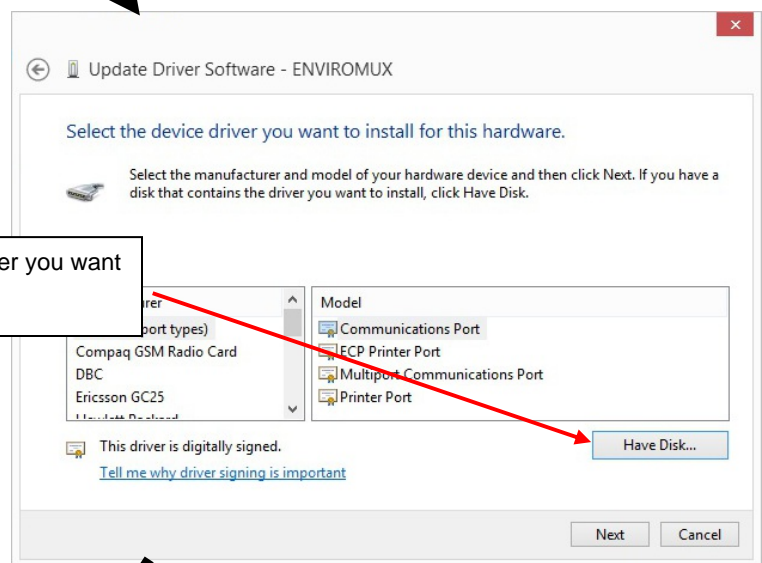 Update Driver Software - ENVIROMUX
Select the device driver you want to install for this hardware.
Select the manufacturer and model of your hardware device and then click Next. If you have a
disk that contains the driver you want to install, click Have Disk.
you want
Model
port types)
Communications Port
Compaq GSM Radio Card
ECP Printer Port
DBC
Multiport Communications Port
Ericsson GC25
Printer Port
This driver is digitally signed.
Have Disk...
Tell me why driver signing is important
Next
Cancel